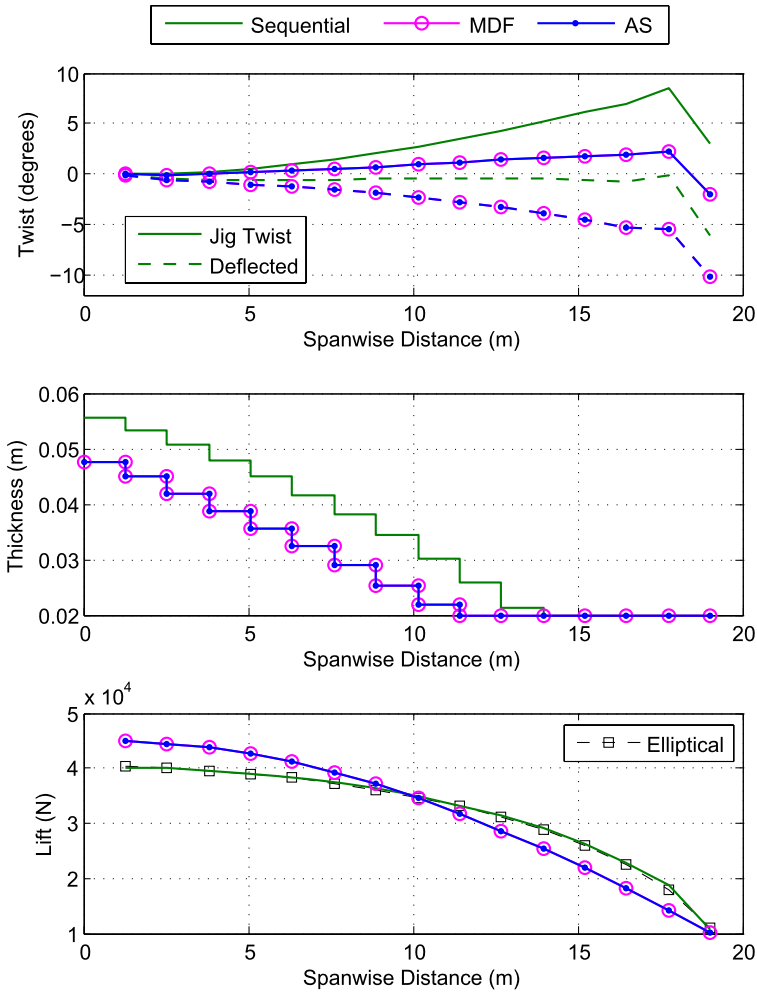 Sequential MDF AS
10
5
0
−5
−10
Twist (degrees)
Jig Twist
Deflected
0 5 10 15 20
Spanwise Distance (m)
0.06
0.05
0.04
0.03
0.02
Thickness (m)
0 5 10 15 20
Spanwise Distance (m)
x 10^4
5
4
3
2
1
Lift (N)
Elliptical
0 5 10 15 20
Spanwise Distance (m)